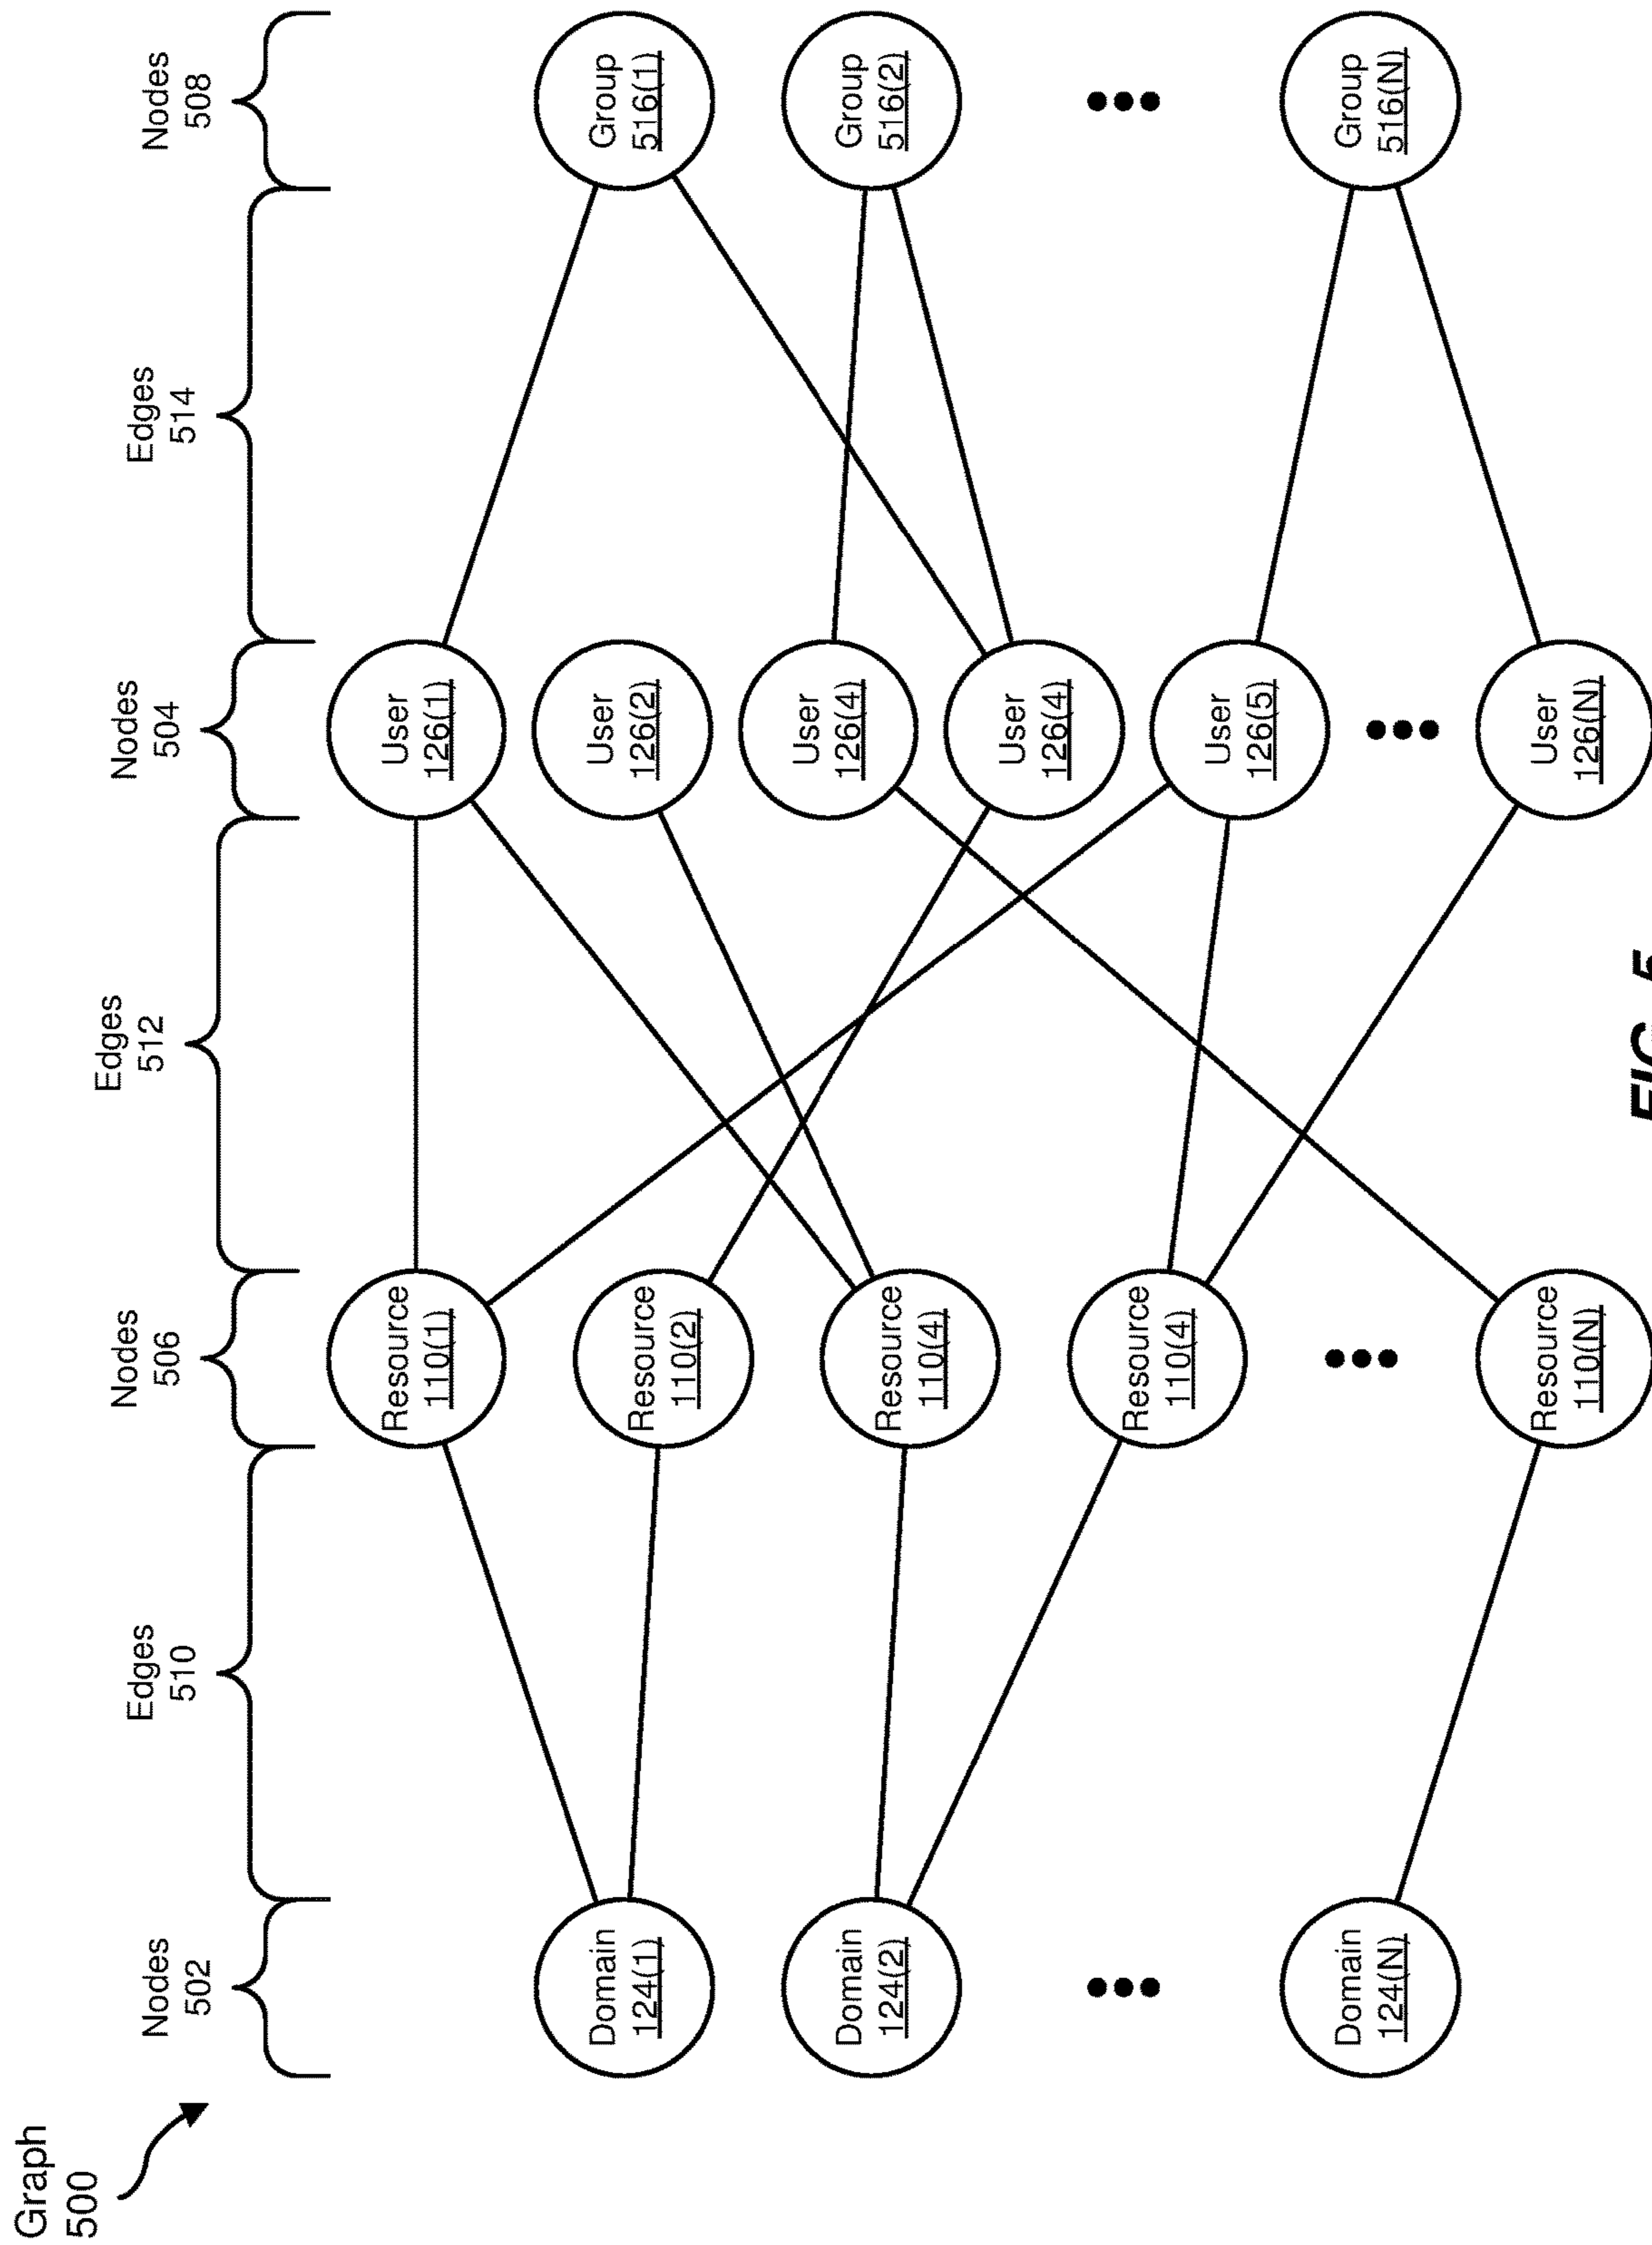 Graph
500
Nodes
502
Edges
510
Nodes
506
Edges
512
Nodes
504
Edges
514
Nodes
508
Domain
124(1)
Domain
124(2)
Domain
124(N)
Resource
110(1)
Resource
110(2)
Resource
110(4)
Resource
110(4)
Resource
110(N)
User
126(1)
User
126(2)
User
126(4)
User
126(4)
User
126(5)
User
126(N)
Group
516(1)
Group
516(2)
Group
516(N)
FIG. 5